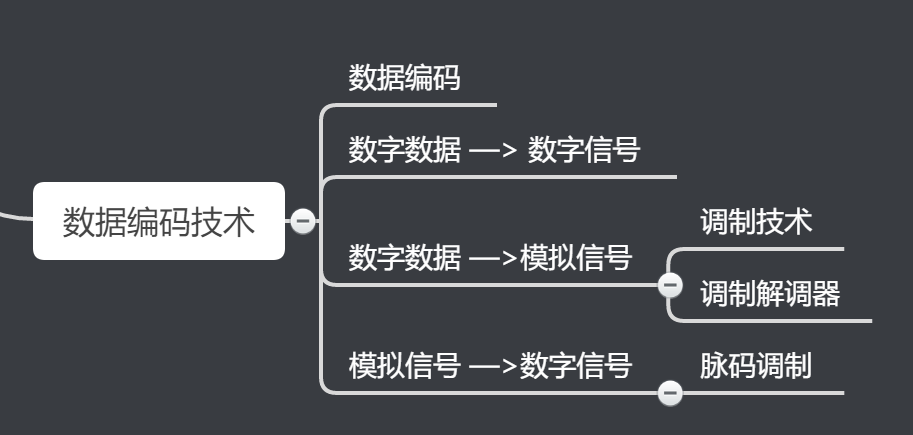 数据编码技术
数据编码
数字数据 —> 数字信号
数字数据 —>模拟信号
调制技术
调制解调器
模拟信号 —>数字信号
脉码调制